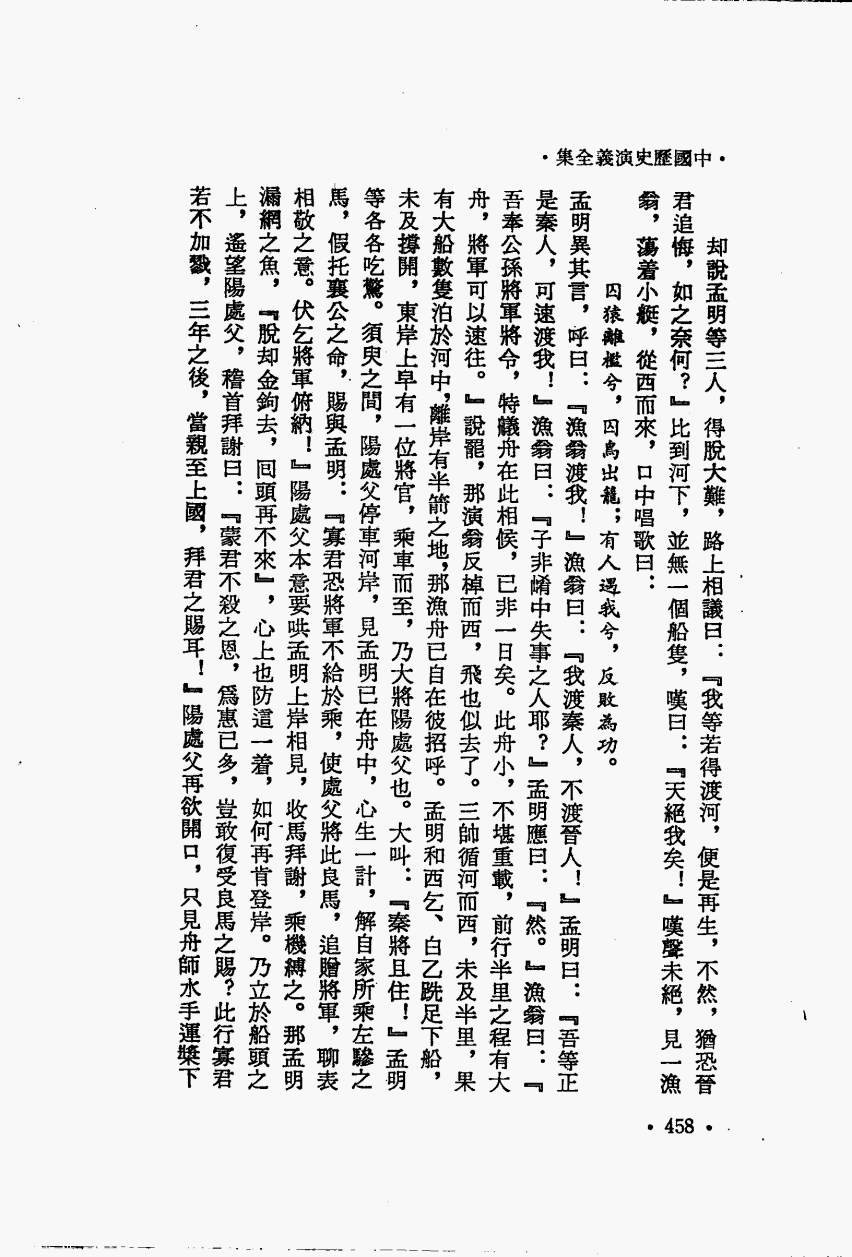 ·中國歷史演義全集·
却說孟明等三人，得脫大難，路上相議曰：『我等若得渡河，便是再生，不然，猶恐晉
君追悔，如之奈何？』比到河下，並無一個船隻，嘆曰：『天絕我矣！』嘆聲未絕，見一漁
翁，蕩着小艇，從西而來，口中唱歌曰：
囚猿離檻兮，囚鳥出籠；有人遇我兮，反敗為功。
孟明異其言，呼曰：『漁翁渡我！』漁翁曰：『我渡秦人，不渡晉人！』孟明曰：『吾等正
是秦人，可速渡我！』漁翁曰：『子非崤中失事之人耶？』孟明應曰：『然。』漁翁曰：『
吾奉公孫將軍將令，特艤舟在此相候，已非一日矣。此舟小，不堪重載，前行半里之程有大
舟，將軍可以速往。』說罷，那漁翁反棹而西，飛也似去了。三帥循河而西，未及半里，果
有大船數隻泊於河中，離岸有半箭之地，那漁舟已自在彼招呼。孟明和西乞、白乙跣足下船，
未及撐開，東岸上早有一位將官，乘車而至，乃大將陽處父也。大叫：『秦將且住！』孟明
等各各吃驚。須臾之間，陽處父停車河岸，見孟明已在舟中，心生一計，解自家所乘左驂之
馬，假托襄公之命，賜與孟明：『寡君恐將軍不給於乘，使處父將此良馬，追贈將軍，聊表
相敬之意。伏乞將軍俯納！』陽處父本意要哄孟明上岸相見，收馬拜謝，乘機縛之。那孟明
漏網之魚，『脫却金鉤去，回頭再不來』，心上也防這一着，如何再肯登岸。乃立於船頭之
上，遙望陽處父，稽首拜謝曰：『蒙君不殺之恩，爲惠已多，豈敢復受良馬之賜？此行寡君
若不加戮，三年之後，當親至上國，拜君之賜耳！』陽處父再欲開口，只見舟師水手運槳下
·458·